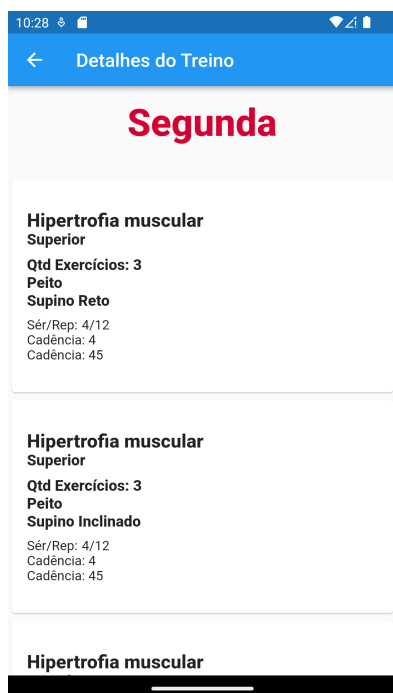 10:28
Detalhes do Treino
Segunda
Hipertrofia muscular
Superior
Qtd Exercícios: 3
Peito
Supino Reto
Sér/Rep: 4/12
Cadência: 4
Cadência: 45
Hipertrofia muscular
Superior
Qtd Exercícios: 3
Peito
Supino Inclinado
Sér/Rep: 4/12
Cadência: 4
Cadência: 45
Hipertrofia muscular